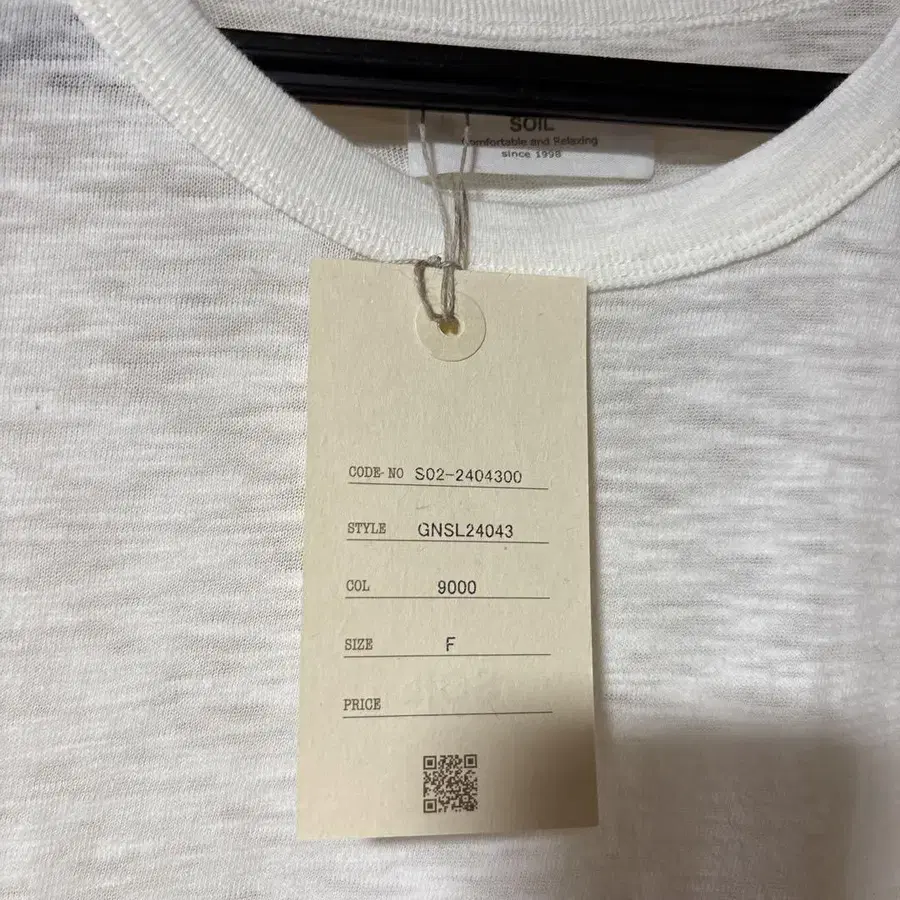 SOIL
Comfortable and Relaxing
since 1998
CODE-NO S02-2404300
STYLE GNSL24043
COL 9000
SIZE F
PRICE